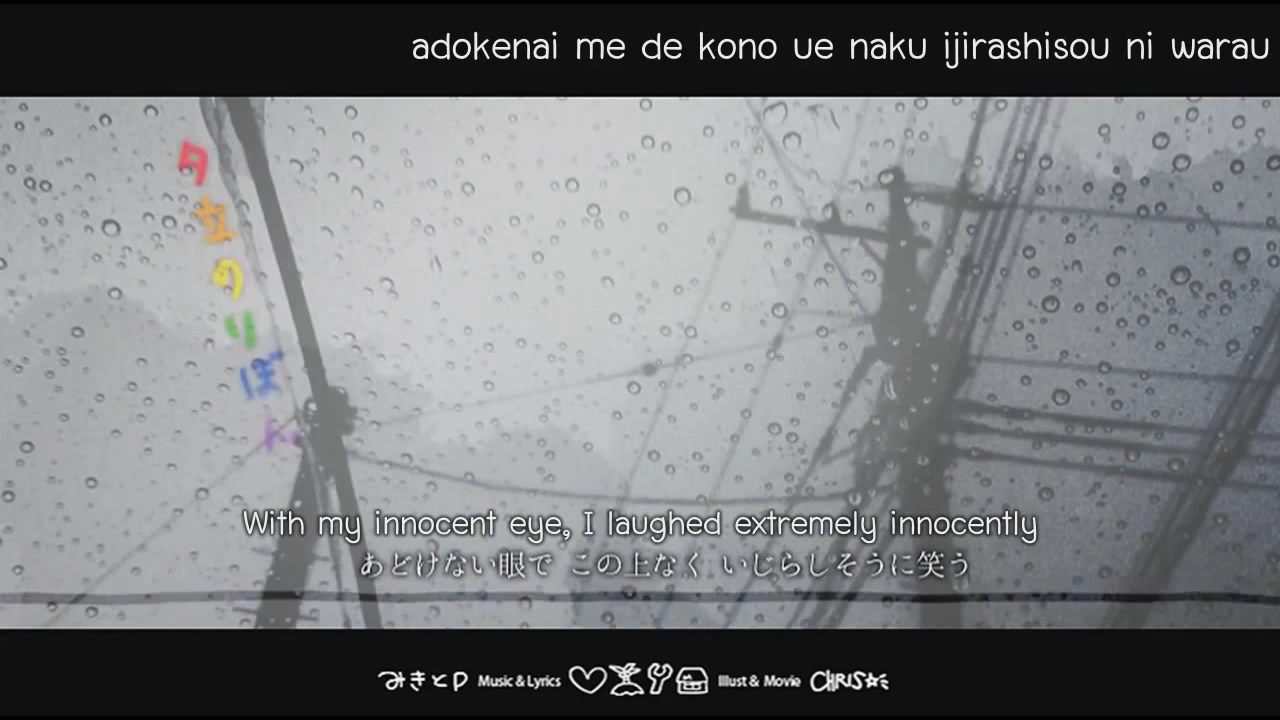 adokenai me de kono ue naku ijirashisou ni warau
夕立のりぼん
With my innocent eye, I laughed extremely innocently
あどけない眼で この上なく いじらしそうに笑う
みきとP Music & Lyrics Illust & Movie CHRIS